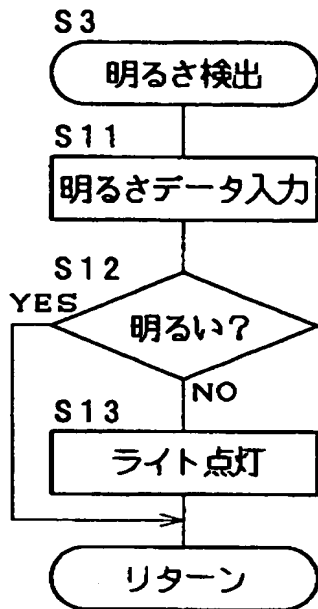 S3
明るさ検出
S11
明るさデータ入力
S12
YES
明るい?
NO
S13
ライト点灯
リターン